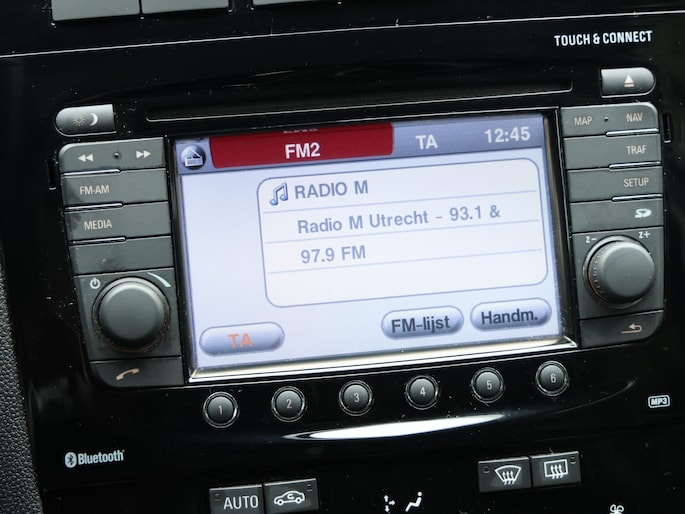 TOUCH & CONNECT
FM2
TA
12:45
MAP
NAV
FM-AM
TRAF
RADIO M
SETUP
MEDIA
Radio M Utrecht - 93.1 &
97.9 FM
z- z+
TA
FM-lijst
Handm.
1 2 3 4 5 6
MP3
Bluetooth
AUTO